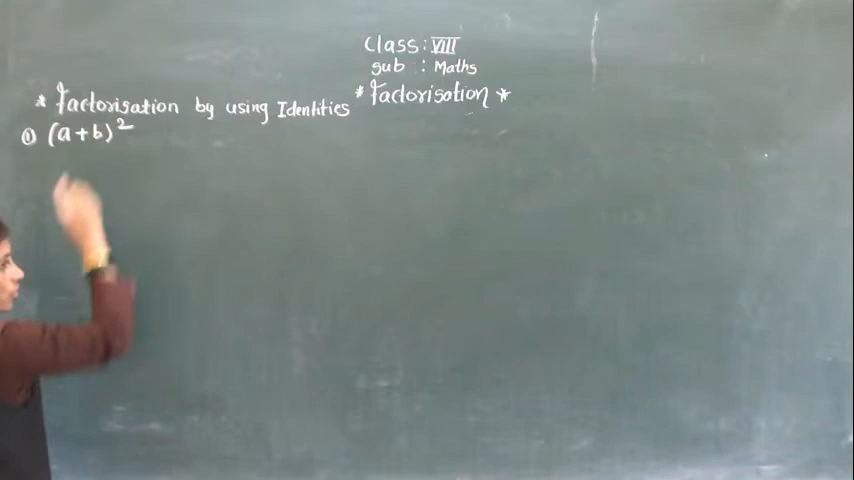 Class: VIII
sub : Maths
* Factorisation *
* Factorisation by using Identities
① (a+b)²